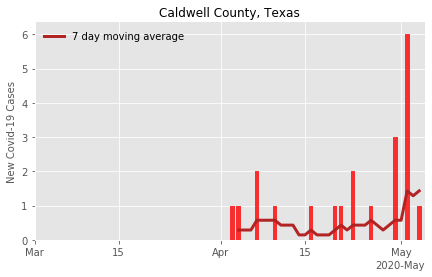 Caldwell County, Texas
7 day moving average
New Covid-19 Cases
6
5
4
3
2
1
0
Mar 15 Apr 15 May
2020-May